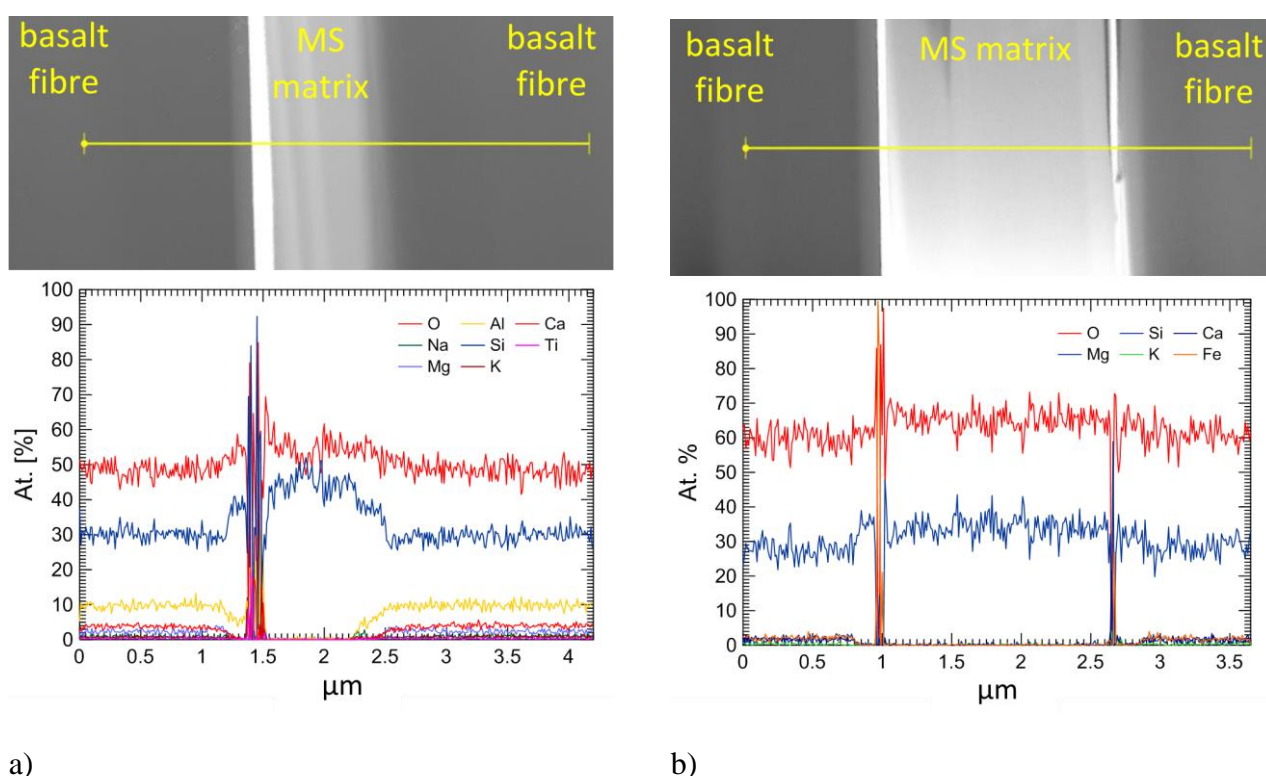 basalt fibre MS matrix basalt fibre
100
90
80
70
60
50
40
30
20
10
0
At. [%]
O Al Ca
Na Si Ti
Mg K
0 0.5 1 1.5 2 2.5 3 3.5 4
µm
a)
basalt fibre MS matrix basalt fibre
100
90
80
70
60
50
40
30
20
10
0
At. %
O Si Ca
Mg K Fe
0 0.5 1 1.5 2 2.5 3 3.5
µm
b)